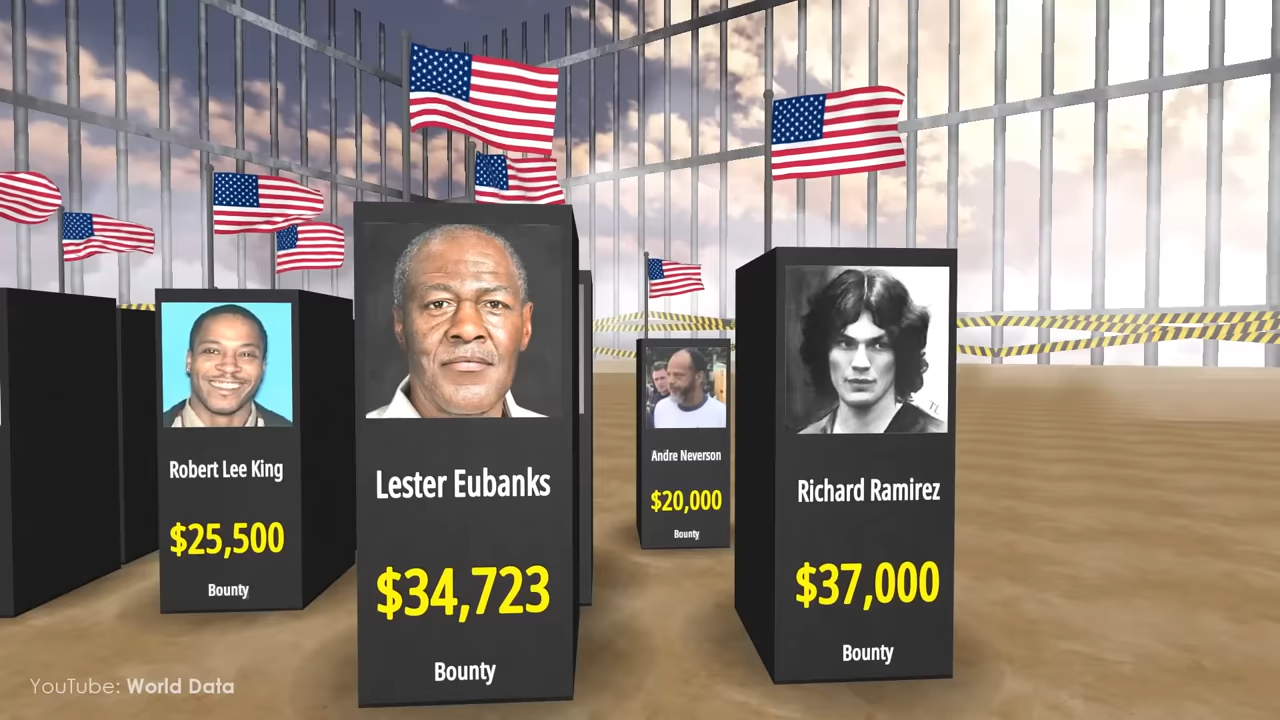 Robert Lee King
$25,500
Bounty
Lester Eubanks
$34,723
Bounty
Andre Neverson
$20,000
Bounty
TL
Richard Ramirez
$37,000
Bounty
YouTube: World Data